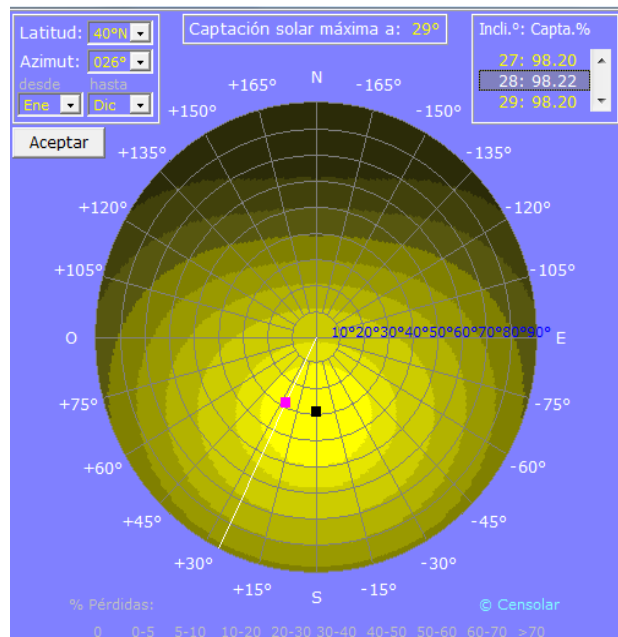 Latitud: 40°N
Captación solar máxima a: 29°
Incli.º: Capta.%
Azimut: 026°
27: 98.20
desde hasta
28: 98.22
Ene Dic
29: 98.20
Aceptar
N
+165° -165°
+150° -150°
+135° -135°
+120° -120°
+105° -105°
O 10°20°30°40°50°60°70°80°90° E
+75° -75°
+60° -60°
+45° -45°
+30° -30°
+15° -15°
S
% Pérdidas:
© Censolar
0 0-5 5-10 10-20 20-30 30-40 40-50 50-60 60-70 >70